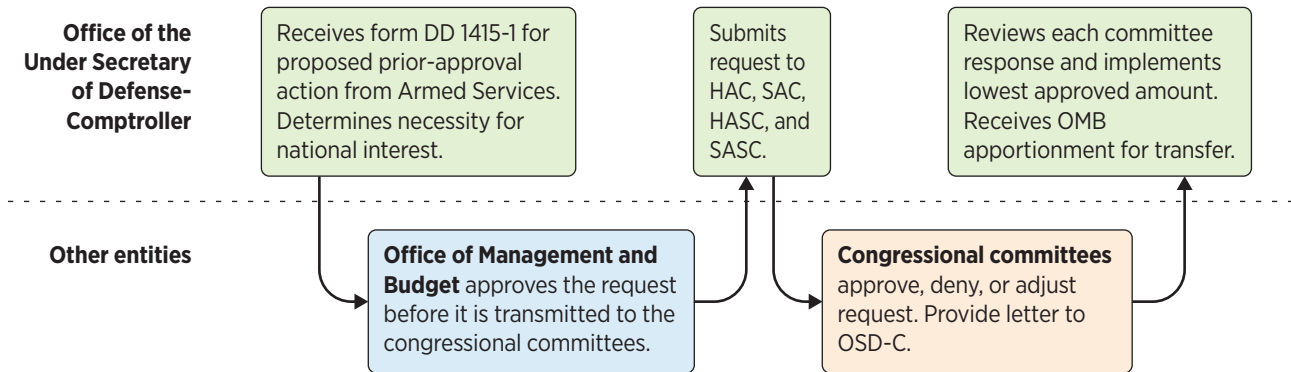 Office of the
Under Secretary
of Defense-
Comptroller
Receives form DD 1415-1 for
proposed prior-approval
action from Armed Services.
Determines necessity for
national interest.
Submits
request to
HAC, SAC,
HASC, and
SASC.
Reviews each committee
response and implements
lowest approved amount.
Receives OMB
apportionment for transfer.
Other entities
Office of Management and
Budget approves the request
before it is transmitted to the
congressional committees.
Congressional committees
approve, deny, or adjust
request. Provide letter to
OSD-C.